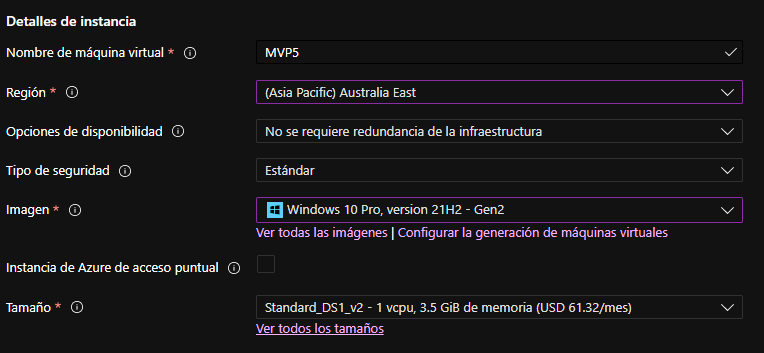 Detalles de instancia
Nombre de máquina virtual * MVP5
Región * (Asia Pacific) Australia East
Opciones de disponibilidad No se requiere redundancia de la infraestructura
Tipo de seguridad Estándar
Imagen * Windows 10 Pro, version 21H2 - Gen2
Ver todas las imágenes | Configurar la generación de máquinas virtuales
Instancia de Azure de acceso puntual
Tamaño * Standard_DS1_v2 - 1 vcpu, 3.5 GiB de memoria (USD 61.32/mes)
Ver todos los tamaños